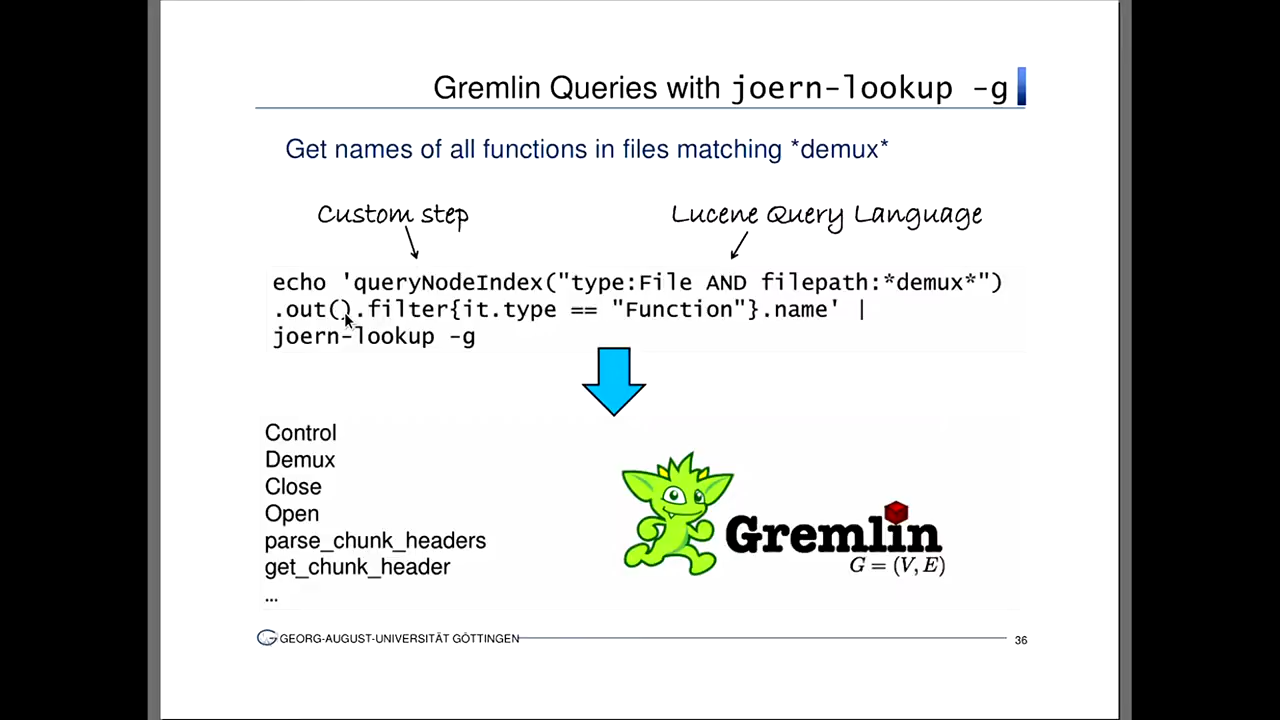 Gremlin Queries with joern-lookup -g
Get names of all functions in files matching *demux*
Custom step
Lucene Query Language
echo 'queryNodeIndex("type:File AND filepath:*demux*")
.out().filter{it.type == "Function"}.name' |
joern-lookup -g
Control
Demux
Close
Open
parse_chunk_headers
get_chunk_header
...
Gremlin
G = (V, E)
GEORG-AUGUST-UNIVERSITÄT GÖTTINGEN
36